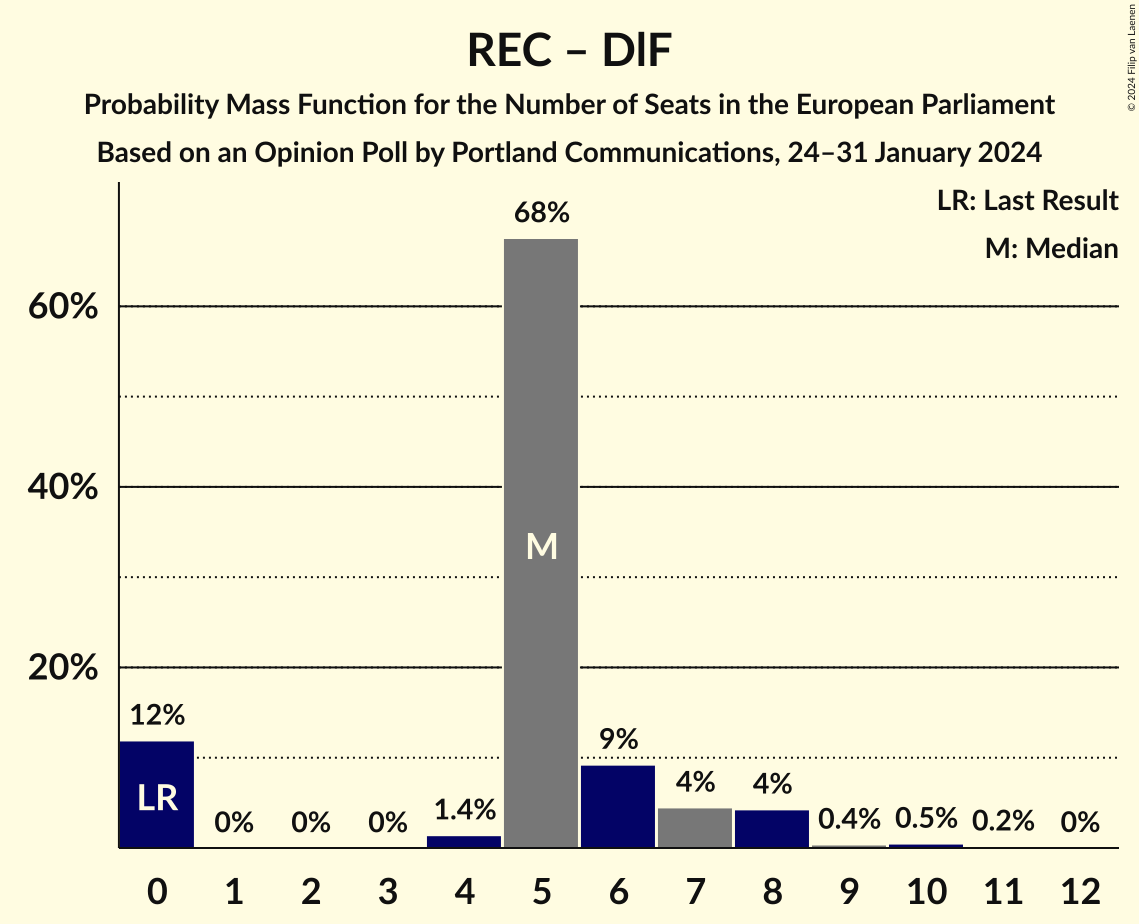 REC – DIF
Probability Mass Function for the Number of Seats in the European Parliament
Based on an Opinion Poll by Portland Communications, 24–31 January 2024
© 2024 Filip van Laenen
LR: Last Result
M: Median
68%
60%
40%
M
20%
12%
9%
4%
4%
1.4%
0.4%
0.5%
0.2%
0%
LR
0%
0%
0%
0 1 2 3 4 5 6 7 8 9 10 11 12